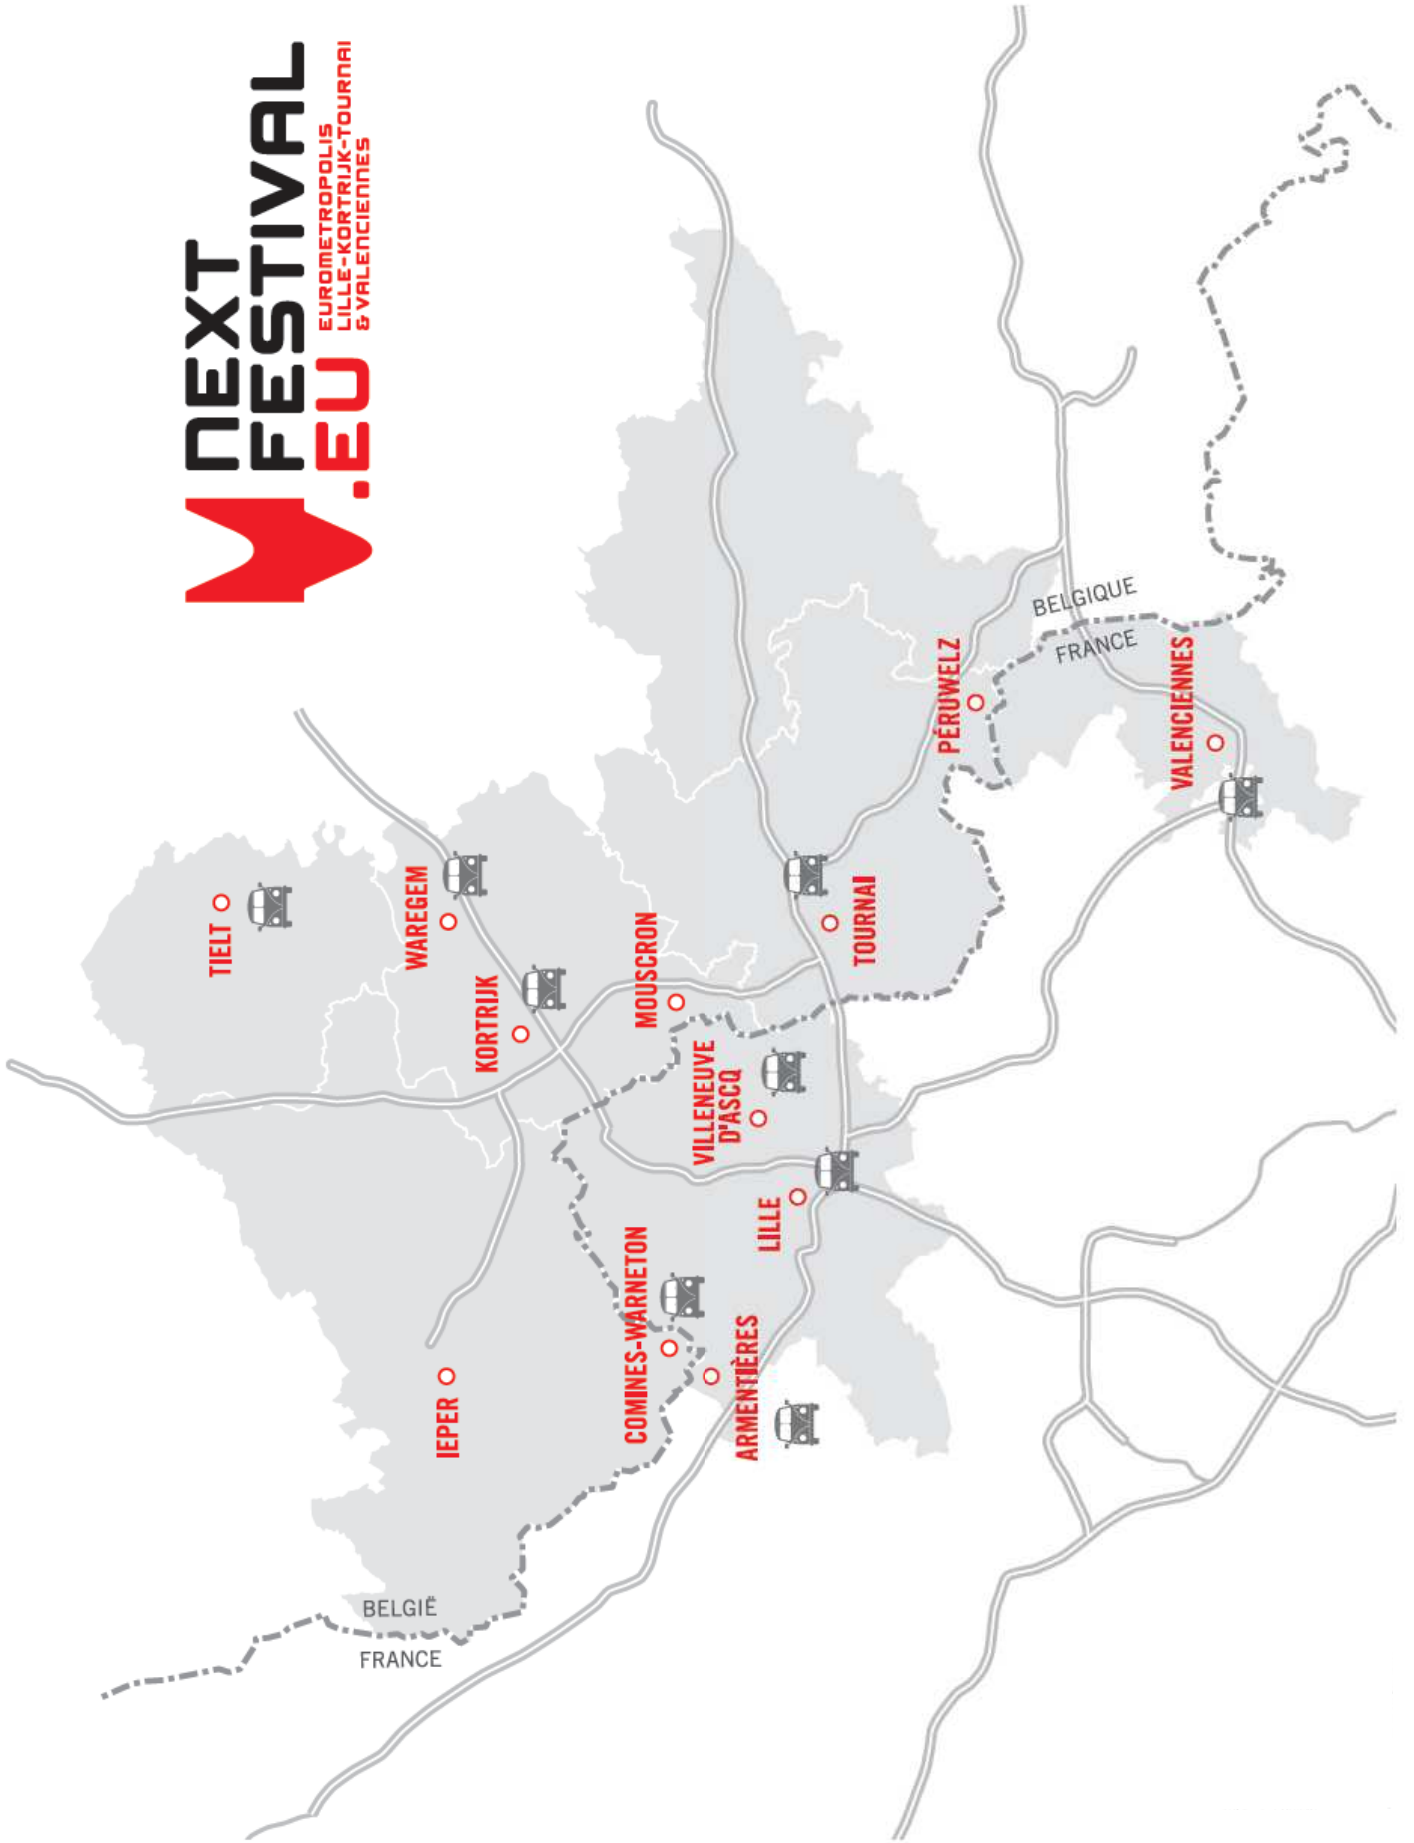 NEXT
FESTIVAL
.EU
EUROMETROPOLIS
LILLE-KORTRIJK-TOURNAI
& VALENCIENNES
TIELT
WAREGEM
KORTRIJK
MOUSCRON
VILLENEUVE
D'ASCQ
TOURNAI
PÉRUWELZ
BELGIQUE
FRANCE
VALENCIENNES
LILLE
COMINES-WARNETON
ARMENTIÈRES
IEPER
BELGIË
FRANCE